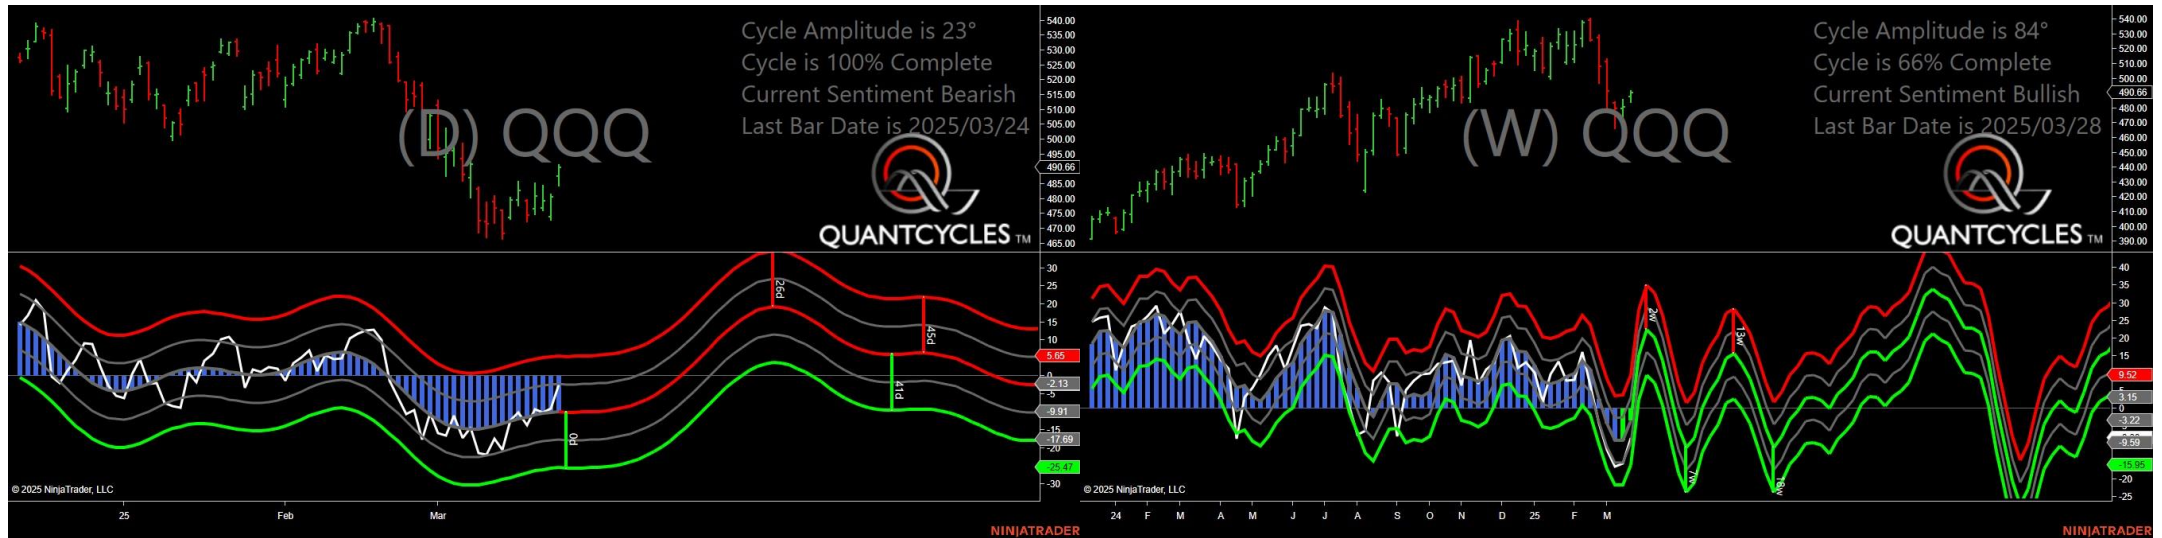 Cycle Amplitude is 23°
Cycle is 100% Complete
Current Sentiment Bearish
Last Bar Date is 2025/03/24
(D) QQQ
QUANTCYCLES TM
540.00
535.00
530.00
525.00
520.00
515.00
510.00
505.00
500.00
495.00
490.66
485.00
480.00
475.00
470.00
465.00
26d
45d
41d
0d
30
25
20
15
10
5.65
0
-2.13
-5
-9.91
-15
-17.69
-20
-25.47
-30
© 2025 NinjaTrader, LLC
25 Feb Mar
NINJATRADER
Cycle Amplitude is 84°
Cycle is 66% Complete
Current Sentiment Bullish
Last Bar Date is 2025/03/28
(W) QQQ
QUANTCYCLES TM
540.00
530.00
520.00
510.00
500.00
490.66
480.00
470.00
460.00
450.00
440.00
430.00
420.00
410.00
400.00
390.00
2w
13w
7w
18w
40
35
30
25
20
15
9.52
3.15
0
-3.22
-9.59
-15.95
-20
-25
© 2025 NinjaTrader, LLC
24 F M A M J J A S O N D 25 F M
NINJATRADER